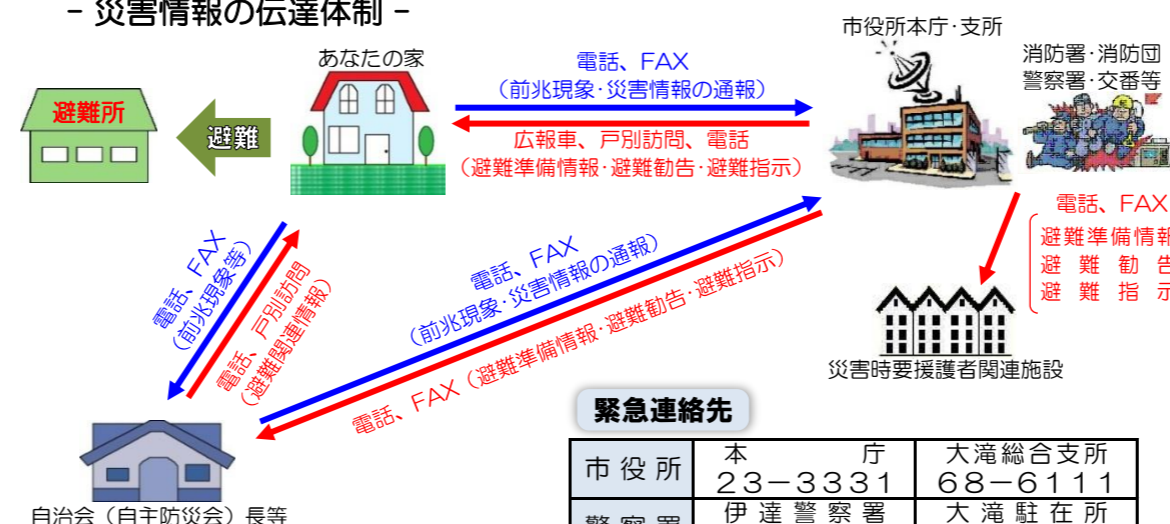 - 災害情報の伝達体制 -
市役所本庁・支所
消防署・消防団
警察署・交番等
あなたの家
避難所
避難
電話、FAX
（前兆現象・災害情報の通報）
広報車、戸別訪問、電話
（避難準備情報・避難勧告・避難指示）
電話、FAX
避難準備情報
避難勧告
避難指示
電話、FAX
（前兆現象等）
電話、戸別訪問
（避難関連情報）
電話、FAX
（前兆現象・災害情報の通報）
電話、FAX（避難準備情報・避難勧告・避難指示）
災害時要援護者関連施設
自治会（自主防災会）長等
緊急連絡先
市役所 本庁 大滝総合支所
23-3331 68-6111
警察署 伊達警察署 大滝駐在所